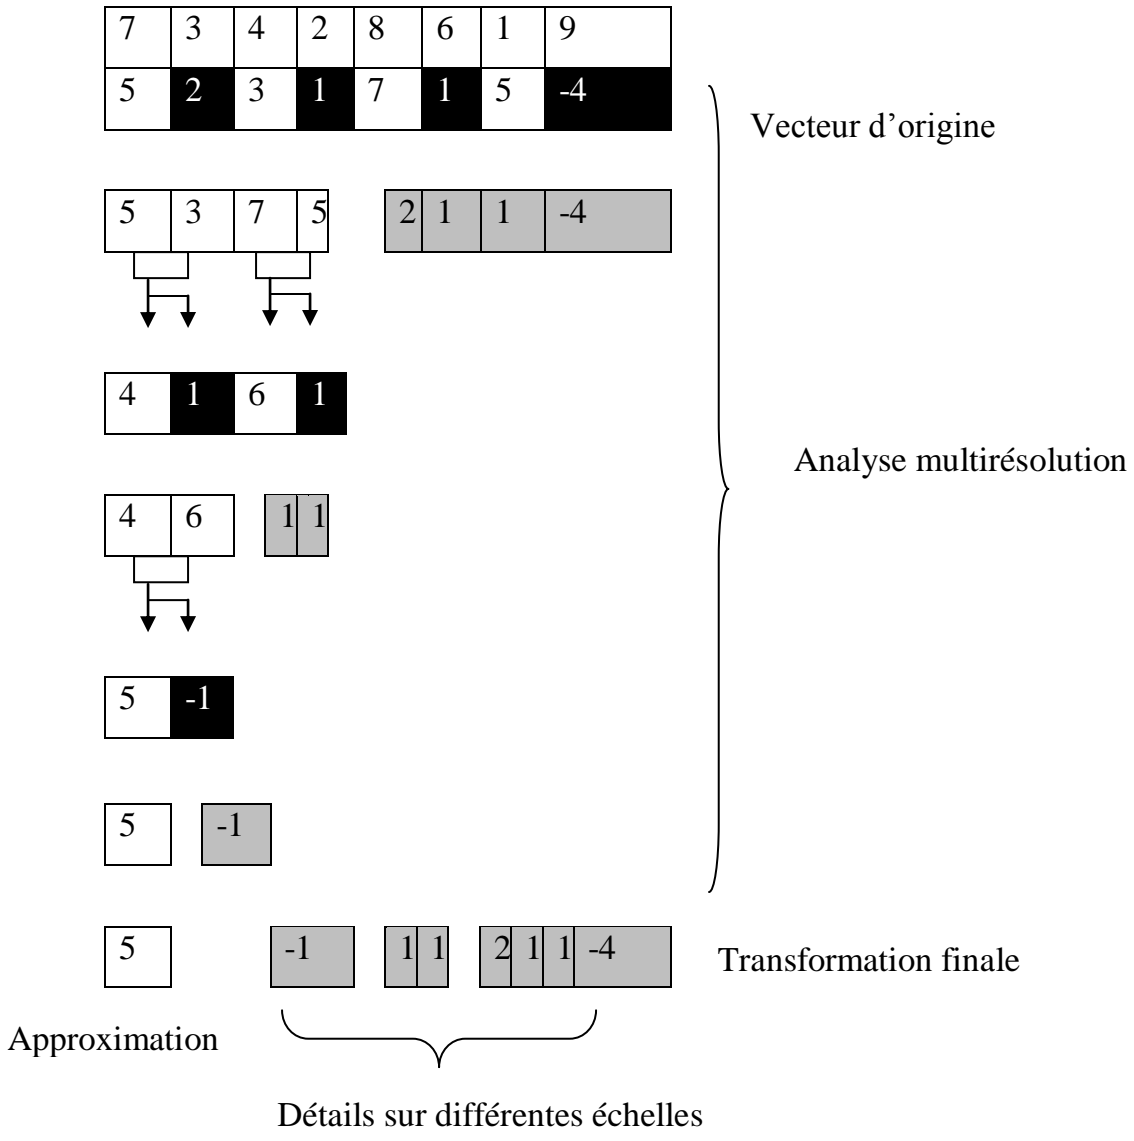 7 3 4 2 8 6 1 9
5 2 3 1 7 1 5 -4
Vecteur d’origine
5 3 7 5 2 1 1 -4
4 1 6 1
Analyse multirésolution
4 6 1 1
5 -1
5 -1
5 -1 1 1 2 1 1 -4
Transformation finale
Approximation
Détails sur différentes échelles